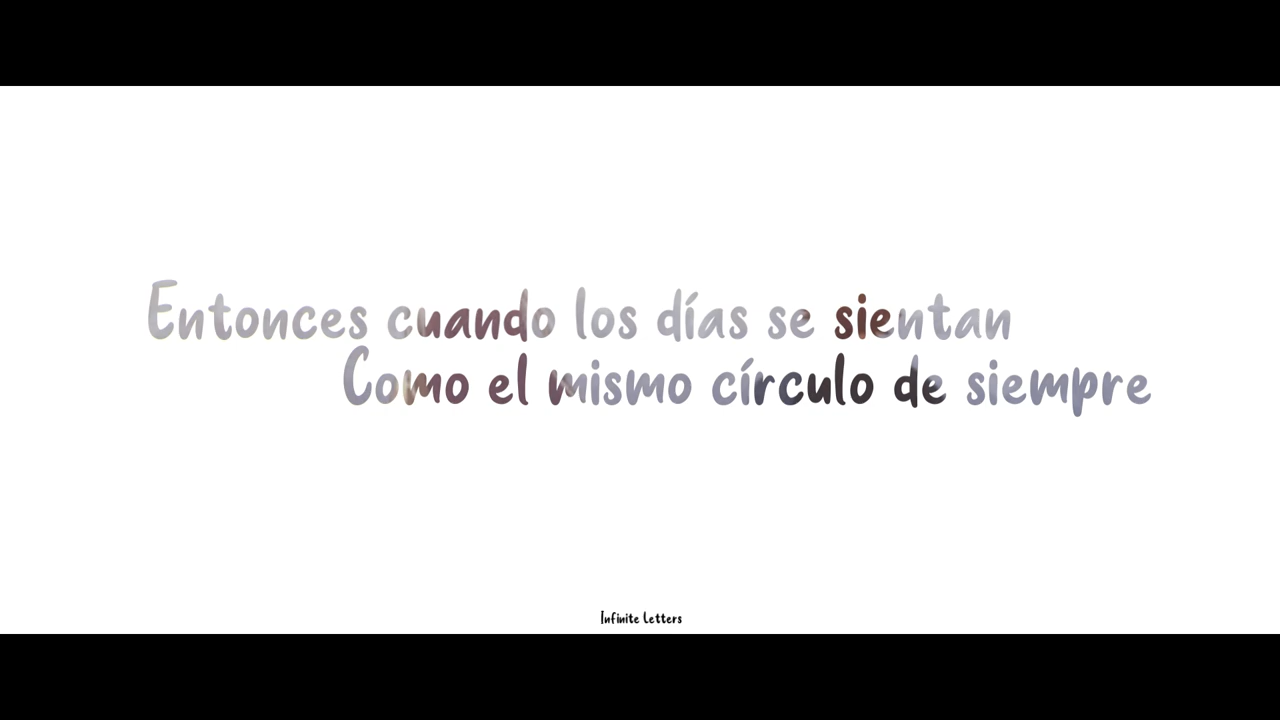 Entonces cuando los días se sientan
Como el mismo círculo de siempre
Infinite Letters